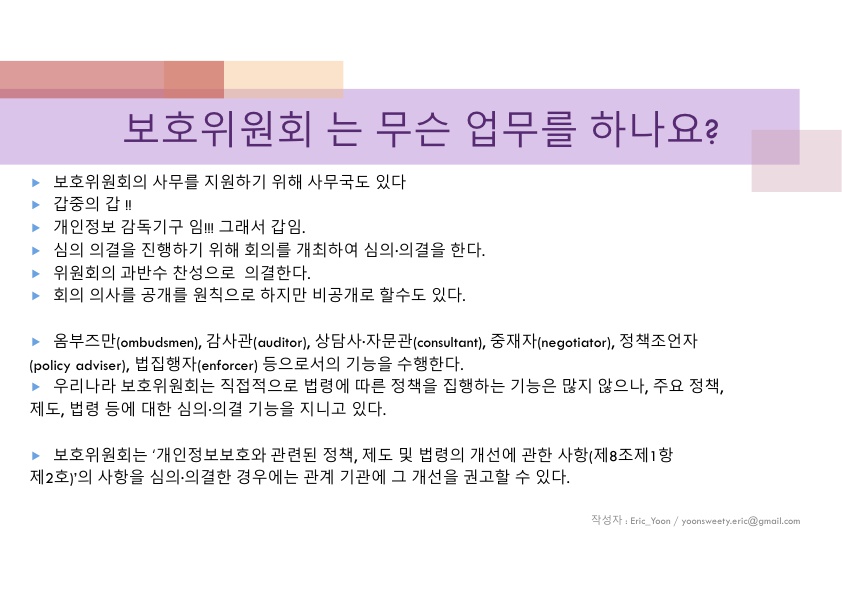 보호위원회 는 무슨 업무를 하나요?
▶ 보호위원회의 사무를 지원하기 위해 사무국도 있다
▶ 갑중의 갑 !!
▶ 개인정보 감독기구 임!!! 그래서 갑임.
▶ 심의 의결을 진행하기 위해 회의를 개최하여 심의·의결을 한다.
▶ 위원회의 과반수 찬성으로 의결한다.
▶ 회의 의사를 공개를 원칙으로 하지만 비공개로 할수도 있다.
▶ 옴부즈만(ombudsmen), 감사관(auditor), 상담사·자문관(consultant), 중재자(negotiator), 정책조언자
(policy adviser), 법집행자(enforcer) 등으로서의 기능을 수행한다.
▶ 우리나라 보호위원회는 직접적으로 법령에 따른 정책을 집행하는 기능은 많지 않으나, 주요 정책,
제도, 법령 등에 대한 심의·의결 기능을 지니고 있다.
▶ 보호위원회는 ‘개인정보보호와 관련된 정책, 제도 및 법령의 개선에 관한 사항(제8조제1항
제2호)’의 사항을 심의·의결한 경우에는 관계 기관에 그 개선을 권고할 수 있다.
작성자 : Eric_Yoon / yoonsweety.eric@gmail.com